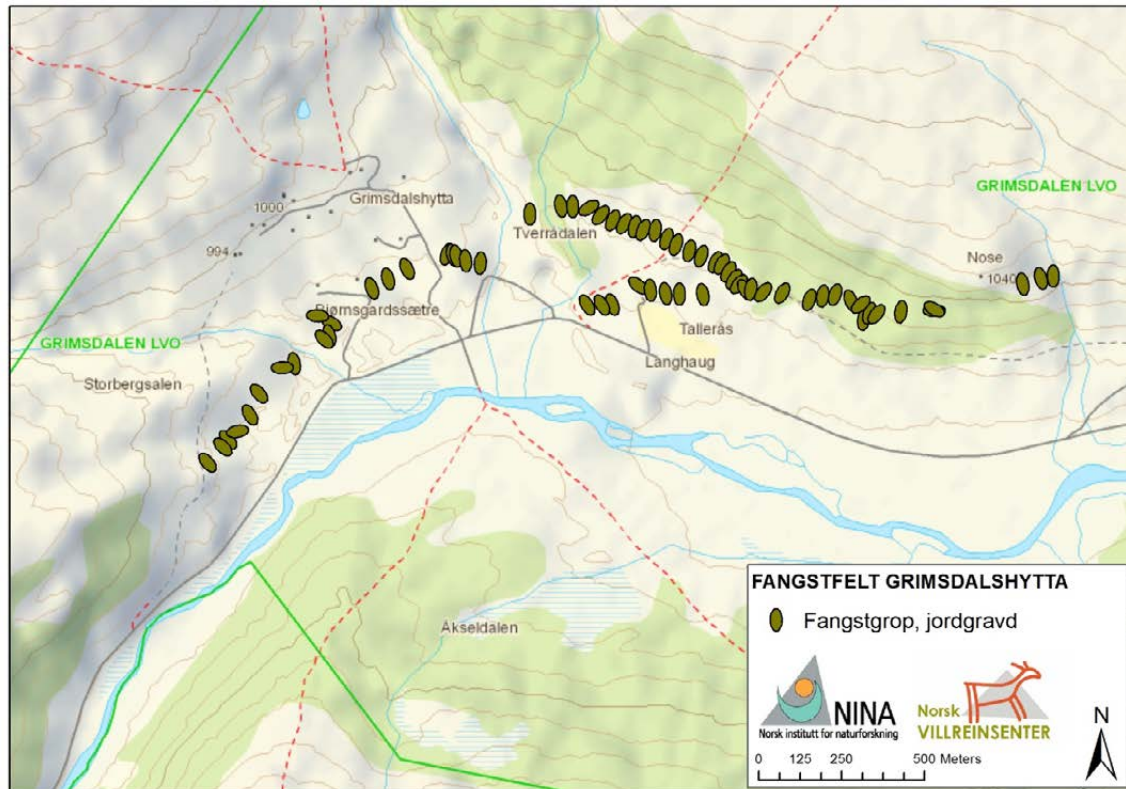 GRIMSDALEN LVO
Grimsdalshytta
1000
Tverrådalen
Nose
1040
994
Bjørnsgardssætre
GRIMSDALEN LVO
Tallerås
Storbergsalen
Langhaug
Åkseldalen
FANGSTFELT GRIMSDALSHYTTA
Fangstgrop, jordgravd
NINA
Norsk institutt for naturforskning
Norsk
VILLREINSENTER
N
0 125 250 500 Meters